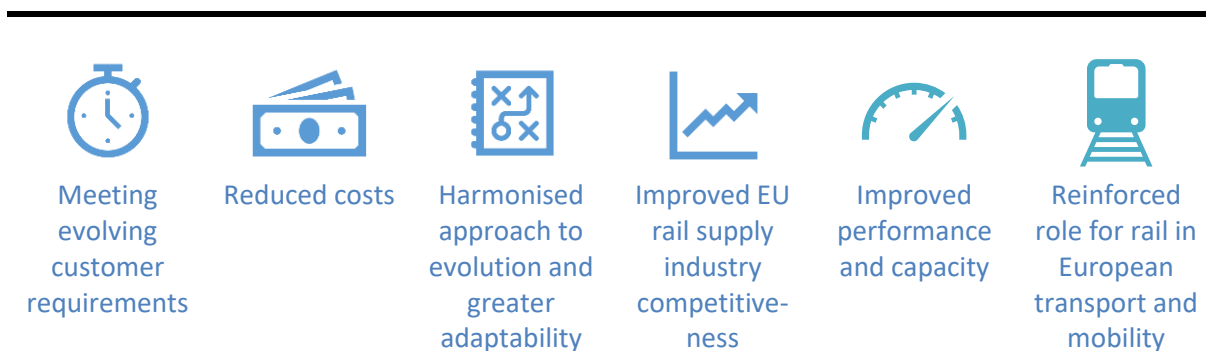 Meeting
evolving
customer
requirements
Reduced costs
Harmonised
approach to
evolution and
greater
adaptability
Improved EU
rail supply
industry
competitive-
ness
Improved
performance
and capacity
Reinforced
role for rail in
European
transport and
mobility